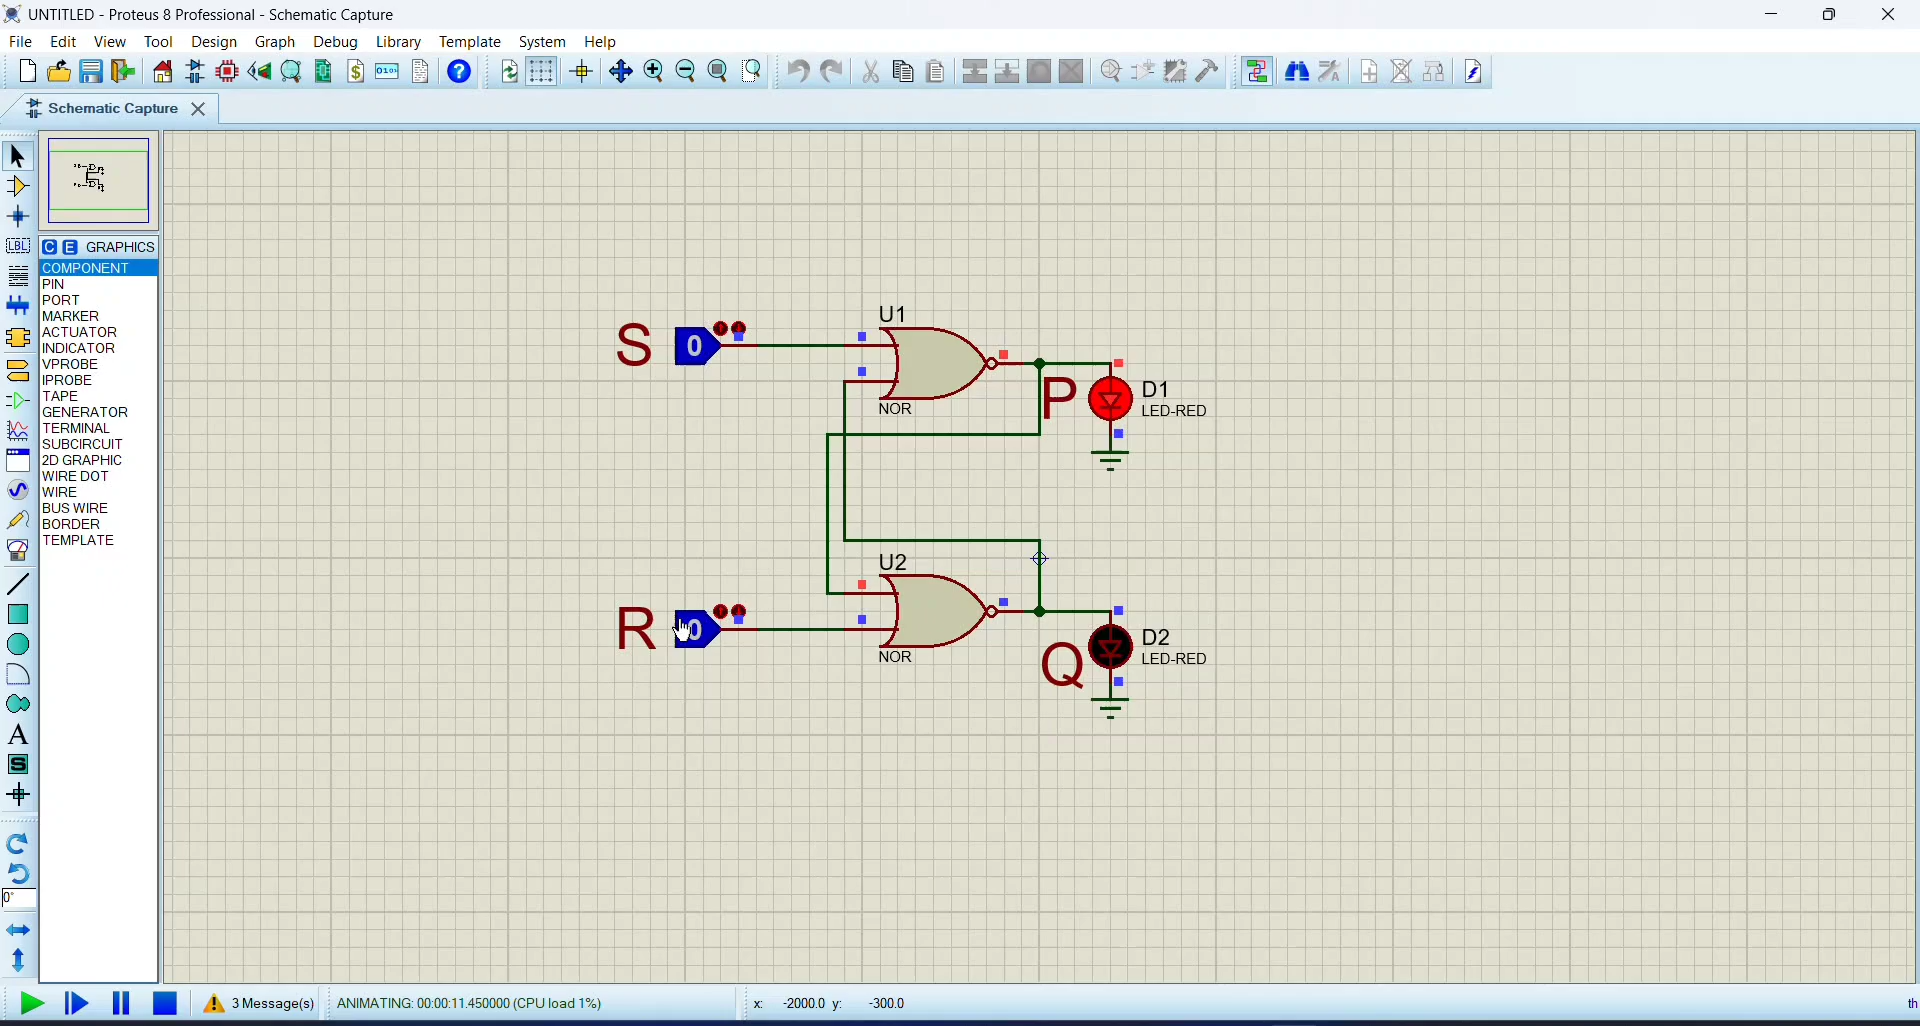 UNTITLED - Proteus 8 Professional - Schematic Capture
File Edit View Tool Design Graph Debug Library Template System Help
Schematic Capture
LBL
C E GRAPHICS
COMPONENT
PIN
PORT
MARKER
ACTUATOR
INDICATOR
VPROBE
IPROBE
TAPE
GENERATOR
TERMINAL
SUBCIRCUIT
2D GRAPHIC
WIRE DOT
WIRE
BUS WIRE
BORDER
TEMPLATE
A
S
0°
U1
S 0
NOR
P
D1
LED-RED
U2
R 0
NOR
Q
D2
LED-RED
3 Message(s) ANIMATING: 00:00:11.450000 (CPU load 1%) x: -2000.0 y: -300.0 th